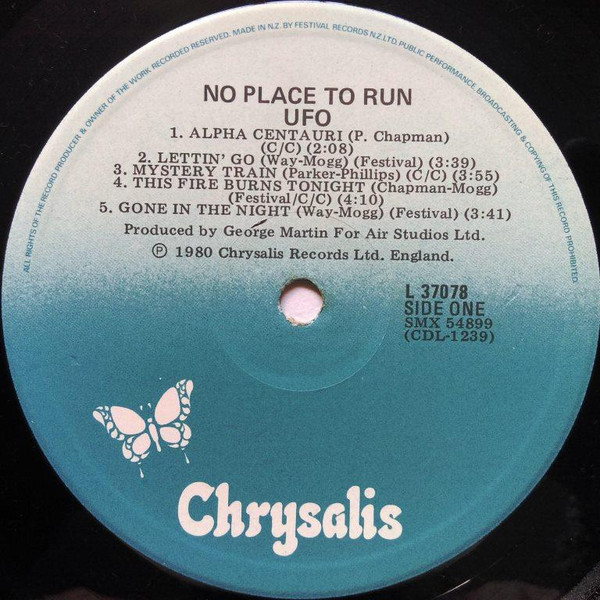 ALL RIGHTS OF THE RECORD PRODUCER & OWNER OF THE WORK RECORDED RESERVED. MADE IN N.Z. BY FESTIVAL RECORDS N.Z. LTD. PUBLIC PERFORMANCE, BROADCASTING & COPYING OF THIS RECORD PROHIBITED
NO PLACE TO RUN
UFO
1. ALPHA CENTAURI (P. Chapman)
(C/C) (2:08)
2. LETTIN' GO (Way-Mogg) (Festival) (3:39)
3. MYSTERY TRAIN (Parker-Phillips) (C/C) (3:55)
4. THIS FIRE BURNS TONIGHT (Chapman-Mogg)
(Festival/C/C) (4:10)
5. GONE IN THE NIGHT (Way-Mogg) (Festival) (3:41)
Produced by George Martin For Air Studios Ltd.
℗ 1980 Chrysalis Records Ltd. England.
L 37078
SIDE ONE
SMX 54899
(CDL-1239)
Chrysalis